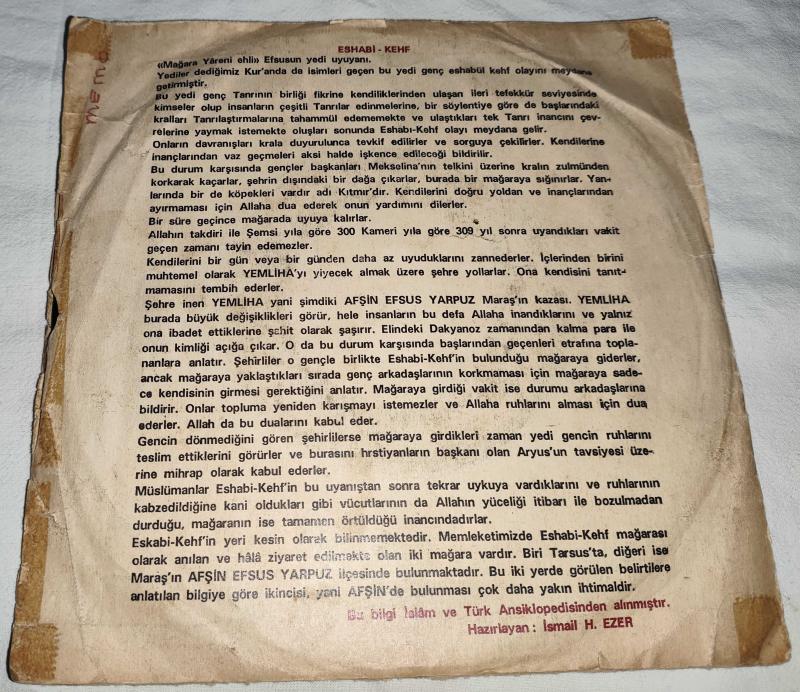 memo
ESHABİ - KEHF
«Mağara Yâreni ehli» Efsusun yedi uyuyanı.
Yediler dediğimiz Kur'anda de isimleri geçen bu yedi genç eshabül kehf olayını meydana
getirmiştir.
Bu yedi genç Tanrının birliği fikrine kendiliklerinden ulaşan ileri tefekkür seviyesinde
kimseler olup insanların çeşitli Tanrılar edinmelerine, bir söylentiye göre de başlarındaki
kralları Tanrılaştırmalarına tahammül edememekte ve ulaştıkları tek Tanrı inancını çev-
relerine yaymak istemekte oluşları sonunda Eshabı-Kehf olayı meydana gelir.
Onların davranışları krala duyurulunca tevkif edilirler ve sorguya çekilirler. Kendilerine
inançlarından vaz geçmeleri aksi halde işkence edileceği bildirilir.
Bu durum karşısında gençler başkanları Mekselina'nın telkini üzerine kralın zulmünden
korkarak kaçarlar, şehrin dışındaki bir dağa çıkarlar, burada bir mağaraya sığınırlar. Yan-
larında bir de köpekleri vardır adı Kıtmır'dır. Kendilerini doğru yoldan ve inançlarından
ayırmaması için Allaha dua ederek onun yardımını dilerler.
Bir süre geçince mağarada uyuya kalırlar.
Allahın takdiri ile Şemsi yıla göre 300 Kameri yıla göre 309 yıl sonra uyandıkları vakit
geçen zamanı tayin edemezler.
Kendilerini bir gün veya bir günden daha az uyuduklarını zannederler. İçlerinden birini
muhtemel olarak YEMLİHA'yı yiyecek almak üzere şehre yollarlar. Ona kendisini tanıt-
mamasını tembih ederler.
Şehre inen YEMLİHA yani şimdiki AFŞİN EFSUS YARPUZ Maraş'ın kazası. YEMLİHA
burada büyük değişiklikleri görür, hele insanların bu defa Allaha inandıklarını ve yalnız
ona ibadet ettiklerine şahit olarak şaşırır. Elindeki Dakyanoz zamanından kalma para ile
onun kimliği açığa çıkar. O da bu durum karşısında başlarından geçenleri etrafına topla-
nanlara anlatır. Şehirliler o gençle birlikte Eshabi-Kehf'in bulunduğu mağaraya giderler,
ancak mağaraya yaklaştıkları sırada genç arkadaşlarının korkmaması için mağaraya sade-
ce kendisinin girmesi gerektiğini anlatır. Mağaraya girdiği vakit ise durumu arkadaşlarına
bildirir. Onlar topluma yeniden karışmayı istemezler ve Allaha ruhlarını alması için dua
ederler. Allah da bu dualarını kabul eder.
Gencin dönmediğini gören şehirlilerse mağaraya girdikleri zaman yedi gencin ruhlarını
teslim ettiklerini görürler ve burasını hrstiyanların başkanı olan Aryus'un tavsiyesi üze-
rine mihrap olarak kabul ederler.
Müslümanlar Eshabi-Kehf'in bu uyanıştan sonra tekrar uykuya vardıklarını ve ruhlarının
kabzedildiğine kani oldukları gibi vücutlarının da Allahın yüceliği itibarı ile bozulmadan
durduğu, mağaranın ise tamamen örtüldüğü inancındadırlar.
Eskabi-Kehf'in yeri kesin olarak bilinmemektedir. Memleketimizde Eshabi-Kehf mağarası
olarak anılan ve hâlâ ziyaret edilmekte olan iki mağara vardır. Biri Tarsus'ta, diğeri ise
Maraş'ın AFŞİN EFSUS YARPUZ ilçesinde bulunmaktadır. Bu iki yerde görülen belirtilere
anlatılan bilgiye göre ikincisi, yani AFŞİN'de bulunması çok daha yakın ihtimaldir.
Bu bilgi İslâm ve Türk Ansiklopedisinden alınmıştır.
Hazırlayan : İsmail H. EZER